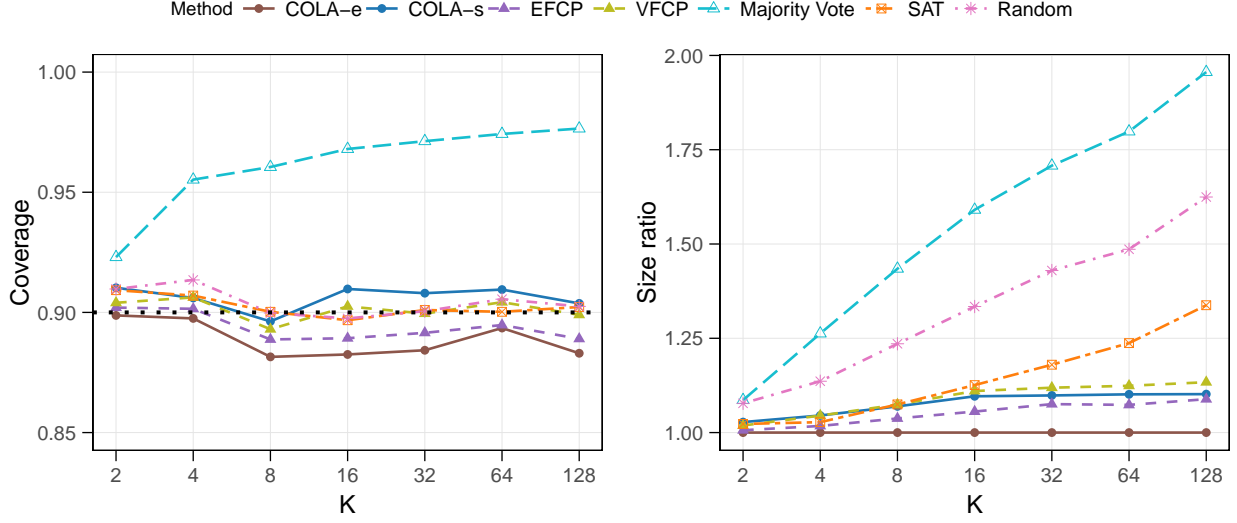 Method COLA−e COLA−s EFCP VFCP Majority Vote SAT Random
Coverage
1.00
0.95
0.90
0.85
2 4 8 16 32 64 128
K
Size ratio
2.00
1.75
1.50
1.25
1.00
2 4 8 16 32 64 128
K